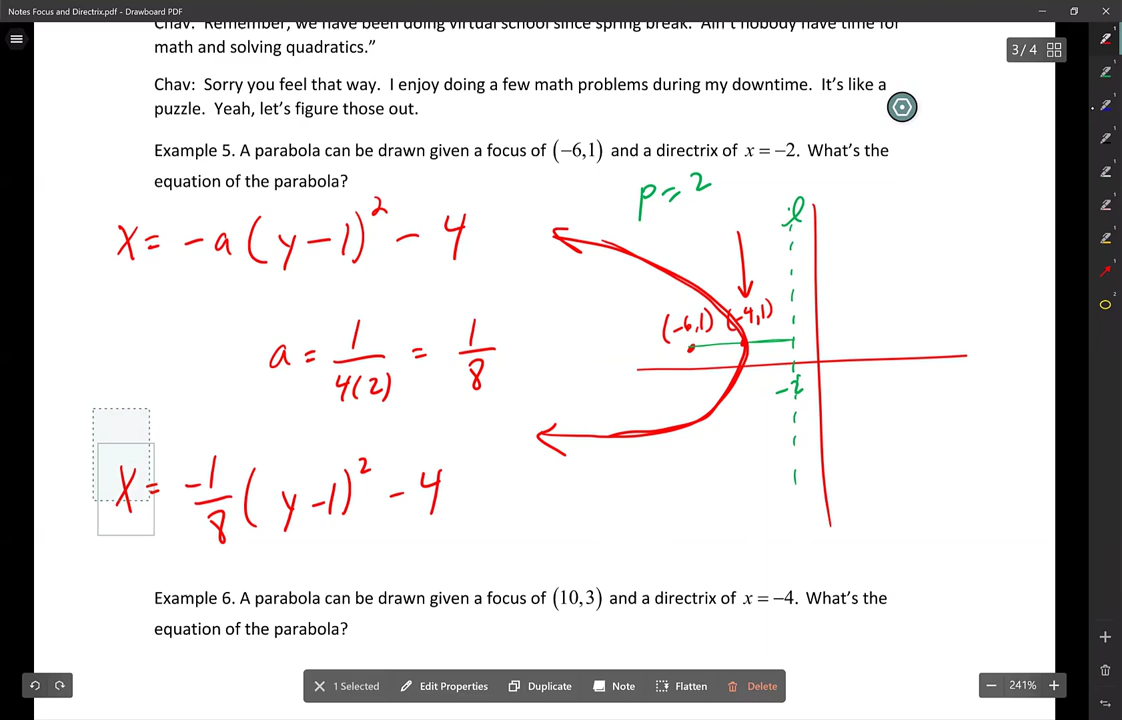 Notes Focus and Directrix.pdf - Drawboard PDF
Chav: Remember, we have been doing virtual school since spring break. Ain't nobody have time for
math and solving quadratics.”
3 / 4
Chav: Sorry you feel that way. I enjoy doing a few math problems during my downtime. It’s like a
puzzle. Yeah, let’s figure those out.
Example 5. A parabola can be drawn given a focus of (−6,1) and a directrix of x = −2. What’s the
equation of the parabola?
p = 2
l
x = -a(y-1)² - 4
(-6,1) (-4,1)
a = 1/4(2) = 1/8
-2
x = -1/8(y-1)² - 4
Example 6. A parabola can be drawn given a focus of (10,3) and a directrix of x = −4. What’s the
equation of the parabola?
1 Selected Edit Properties Duplicate Note Flatten Delete
241%